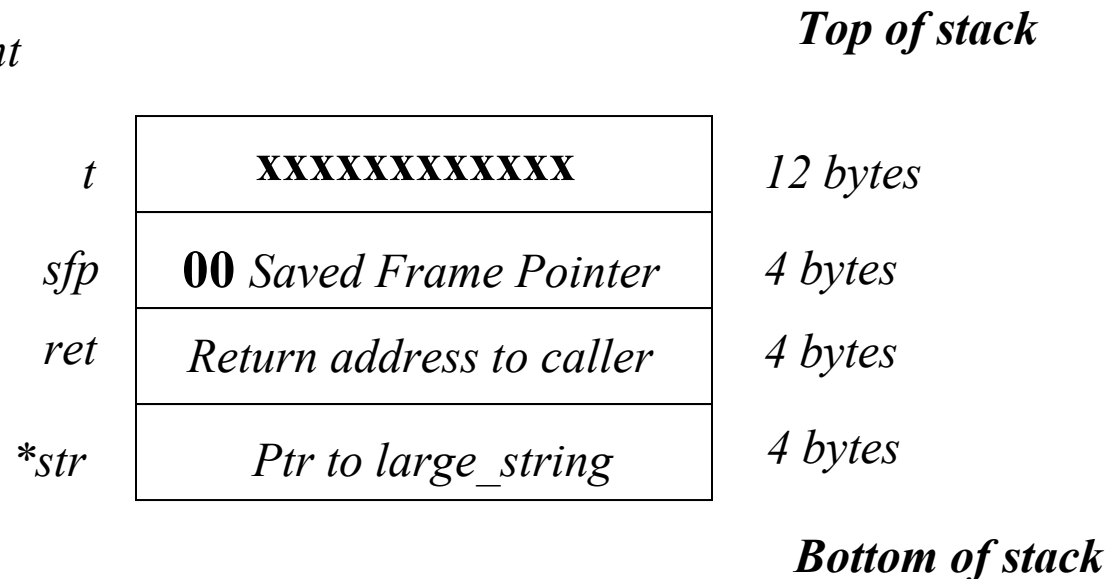 Top of stack
nt
t xxxxxxxxxxxx 12 bytes
sfp 00 Saved Frame Pointer 4 bytes
ret Return address to caller 4 bytes
*str Ptr to large_string 4 bytes
Bottom of stack